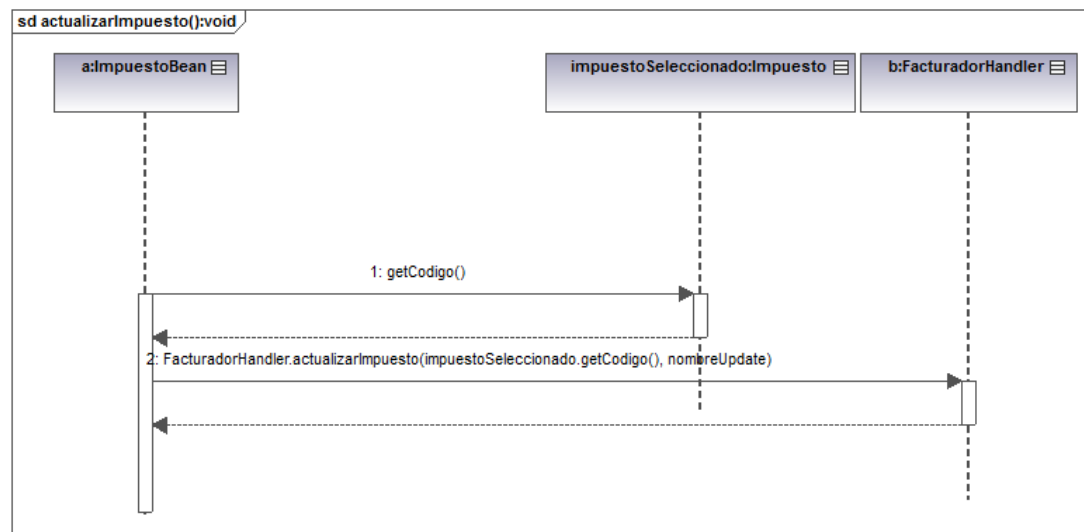 sd actualizarImpuesto():void
a:ImpuestoBean
impuestoSeleccionado:Impuesto
b:FacturadorHandler
1: getCodigo()
2: FacturadorHandler.actualizarImpuesto(impuestoSeleccionado.getCodigo(), nombreUpdate)